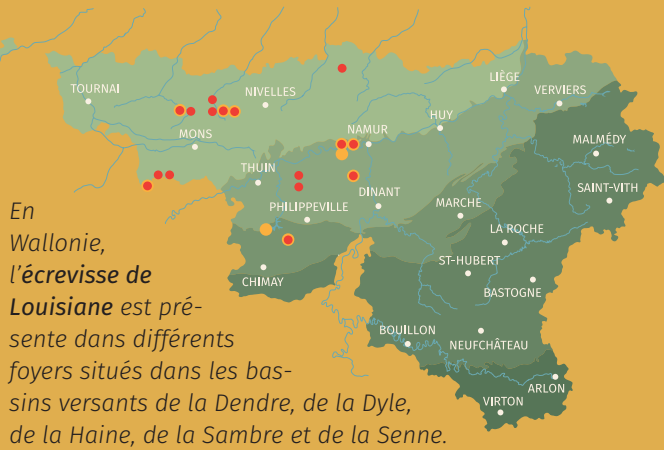 TOURNAI
NIVELLES
LIÈGE
VERVIERS
MONS
NAMUR
HUY
MALMÉDY
THUIN
DINANT
SAINT-VITH
PHILIPPEVILLE
MARCHE
LA ROCHE
ST-HUBERT
CHIMAY
BASTOGNE
BOUILLON
NEUFCHÂTEAU
ARLON
VIRTON
En
Wallonie,
l'écrevisse de
Louisiane est pré-
sente dans différents
foyers situés dans les bas-
sins versants de la Dendre, de la Dyle,
de la Haine, de la Sambre et de la Senne.